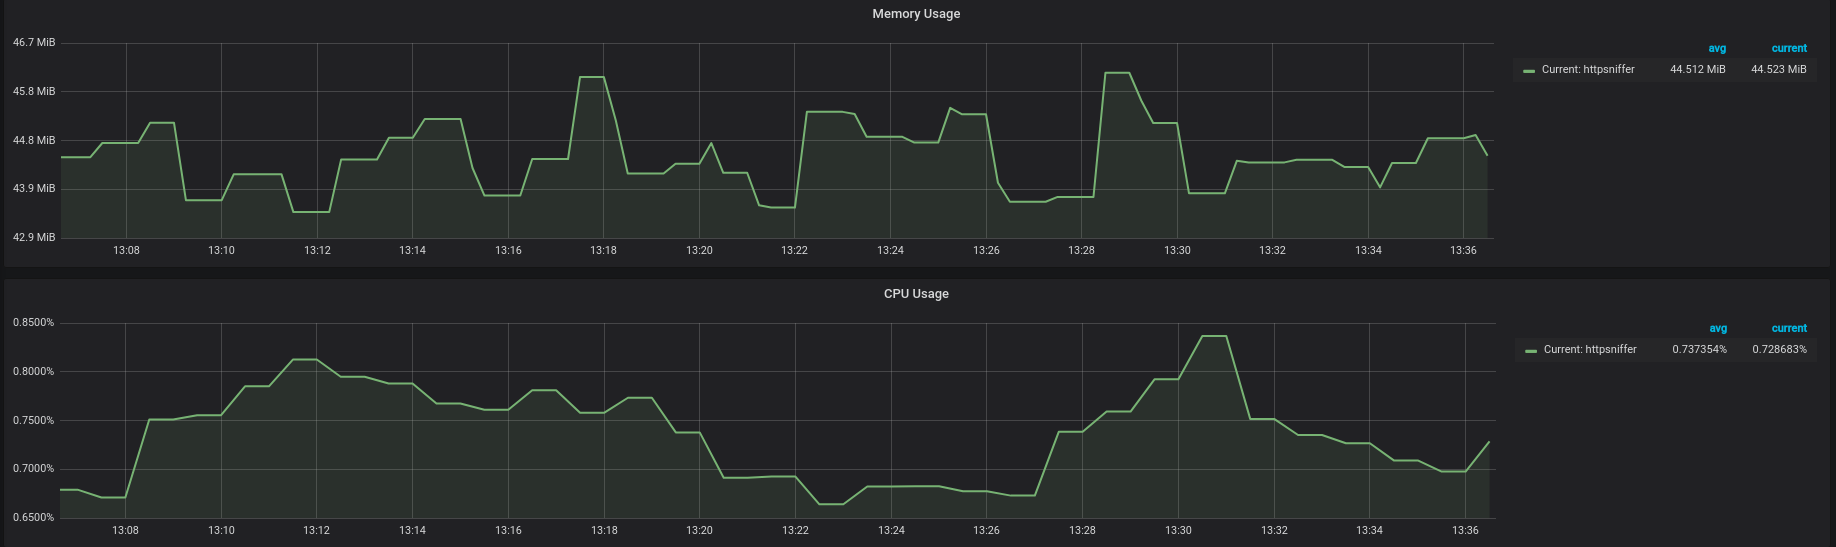 Memory Usage
46.7 MiB
45.8 MiB
44.8 MiB
43.9 MiB
42.9 MiB
13:08 13:10 13:12 13:14 13:16 13:18 13:20 13:22 13:24 13:26 13:28 13:30 13:32 13:34 13:36
avg current
Current: httpsniffer 44.512 MiB 44.523 MiB
CPU Usage
0.8500%
0.8000%
0.7500%
0.7000%
0.6500%
13:08 13:10 13:12 13:14 13:16 13:18 13:20 13:22 13:24 13:26 13:28 13:30 13:32 13:34 13:36
avg current
Current: httpsniffer 0.737354% 0.728683%